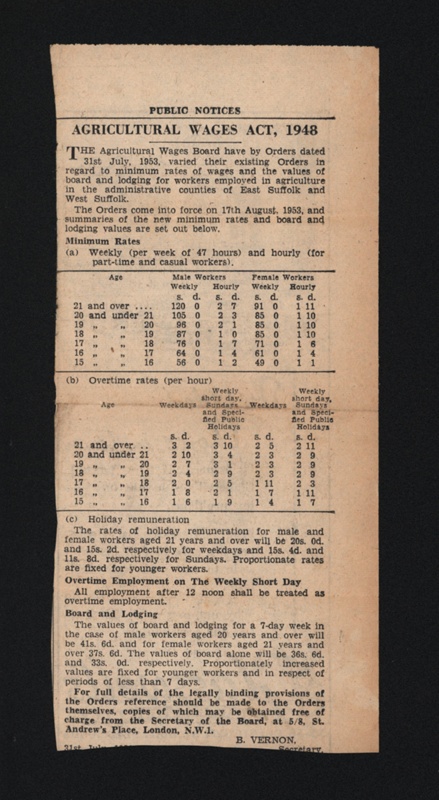 PUBLIC NOTICES
AGRICULTURAL WAGES ACT, 1948
THE Agricultural Wages Board have by Orders dated
31st July, 1953, varied their existing Orders in
regard to minimum rates of wages and the values of
board and lodging for workers employed in agriculture
in the administrative counties of East Suffolk and
West Suffolk.
The Orders come into force on 17th August, 1953, and
summaries of the new minimum rates and board and
lodging values are set out below.
Minimum Rates
(a) Weekly (per week of 47 hours) and hourly (for
part-time and casual workers).
Age Male Workers Female Workers
Weekly Hourly Weekly Hourly
s. d. s. d. s. d. s. d.
21 and over .... 120 0 2 7 91 0 1 11
20 and under 21 105 0 2 3 85 0 1 10
19 „ „ 20 96 0 2 1 85 0 1 10
18 „ „ 19 87 0 1 0 85 0 1 10
17 „ „ 18 76 0 1 7 71 0 1 6
16 „ „ 17 64 0 1 4 61 0 1 4
15 „ „ 16 56 0 1 2 49 0 1 1
(b) Overtime rates (per hour)
Age Weekdays Weekly short day, Sundays and Speci- fied Public Holidays Weekdays Weekly short day, Sundays and Speci- fied Public Holidays
s. d. s. d. s. d. s. d.
21 and over .. 3 2 3 10 2 5 2 11
20 and under 21 2 10 3 4 2 3 2 9
19 „ „ 20 2 7 3 1 2 3 2 9
18 „ „ 19 2 4 2 9 2 3 2 9
17 „ „ 18 2 0 2 5 1 11 2 3
16 „ „ 17 1 8 2 1 1 7 1 11
15 „ „ 16 1 6 1 9 1 4 1 7
(c) Holiday remuneration
The rates of holiday remuneration for male and
female workers aged 21 years and over will be 20s. 0d.
and 15s. 2d. respectively for weekdays and 15s. 4d. and
11s. 8d. respectively for Sundays. Proportionate rates
are fixed for younger workers.
Overtime Employment on The Weekly Short Day
All employment after 12 noon shall be treated as
overtime employment.
Board and Lodging
The values of board and lodging for a 7-day week in
the case of male workers aged 20 years and over will
be 41s. 6d. and for female workers aged 21 years and
over 37s. 6d. The values of board alone will be 36s. 6d.
and 33s. 0d. respectively. Proportionately increased
values are fixed for younger workers and in respect of
periods of less than 7 days.
For full details of the legally binding provisions of
the Orders reference should be made to the Orders
themselves, copies of which may be obtained free of
charge from the Secretary of the Board, at 5/8, St.
Andrew's Place, London, N.W.1.
B. VERNON,
31st July Secretary.